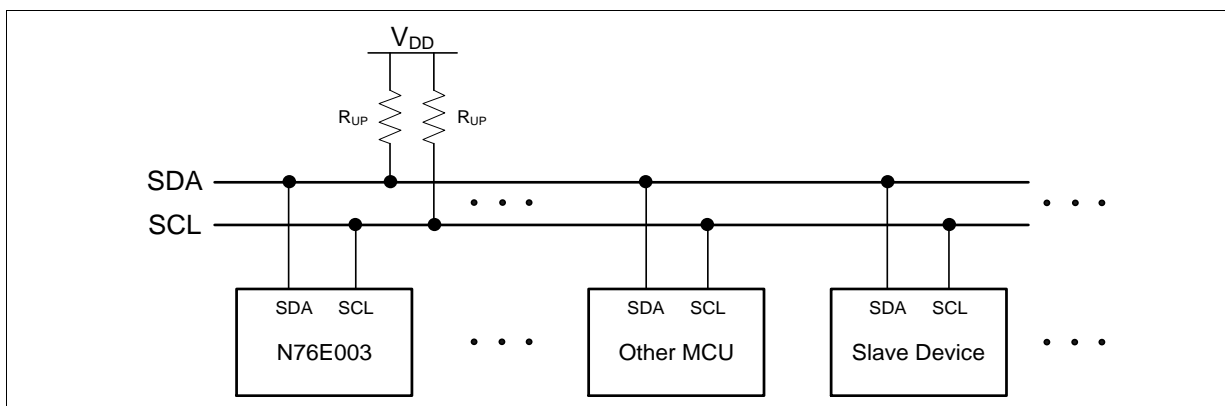 VDD
RUP RUP
SDA
SCL
SDA SCL SDA SCL SDA SCL
N76E003 Other MCU Slave Device